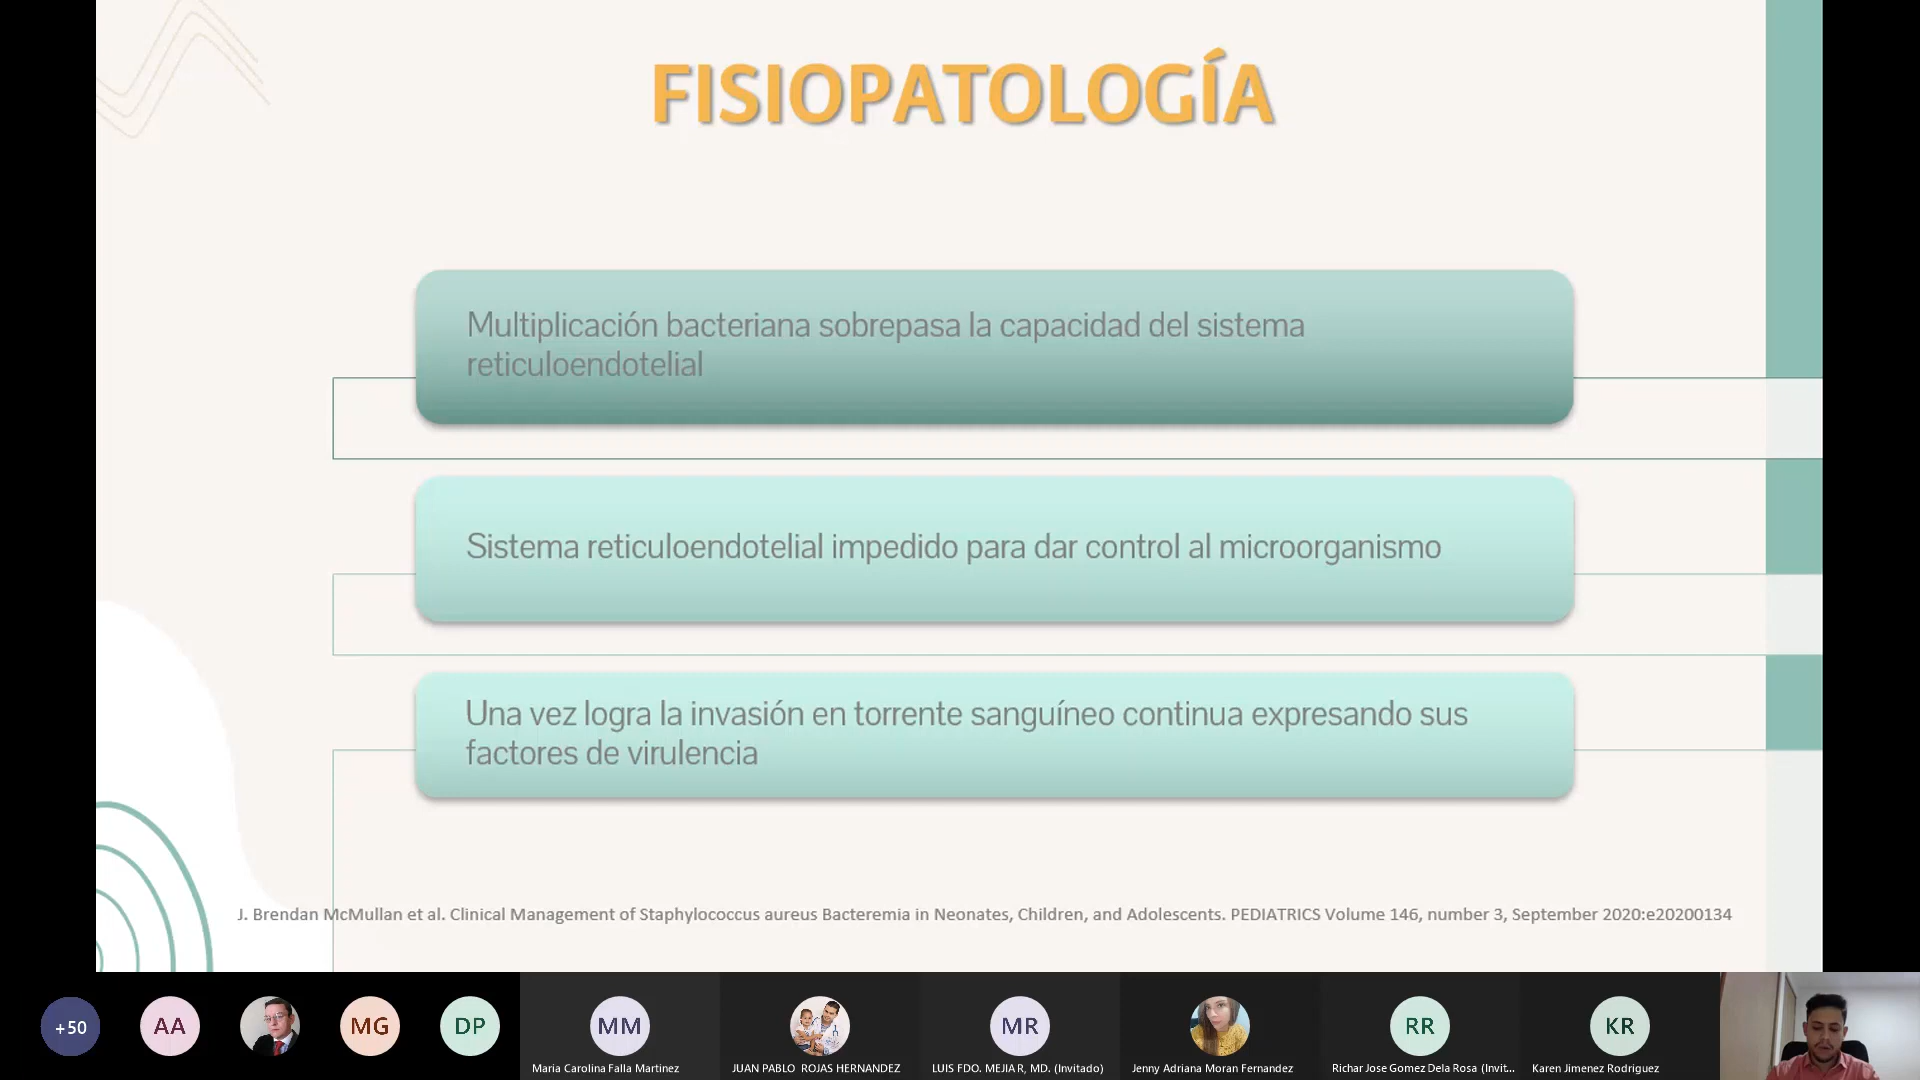 FISIOPATOLOGÍA
Multiplicación bacteriana sobrepasa la capacidad del sistema
reticuloendotelial
Sistema reticuloendotelial impedido para dar control al microorganismo
Una vez logra la invasión en torrente sanguíneo continua expresando sus
factores de virulencia
J. Brendan McMullan et al. Clinical Management of Staphylococcus aureus Bacteremia in Neonates, Children, and Adolescents. PEDIATRICS Volume 146, number 3, September 2020:e20200134
+50
AA
MG
DP
MM
MR
RR
KR
Maria Carolina Falla Martinez
JUAN PABLO ROJAS HERNANDEZ
LUIS FDO. MEJIA R, MD. (Invitado)
Jenny Adriana Moran Fernandez
Richar Jose Gomez Dela Rosa (Invit...
Karen Jimenez Rodriguez